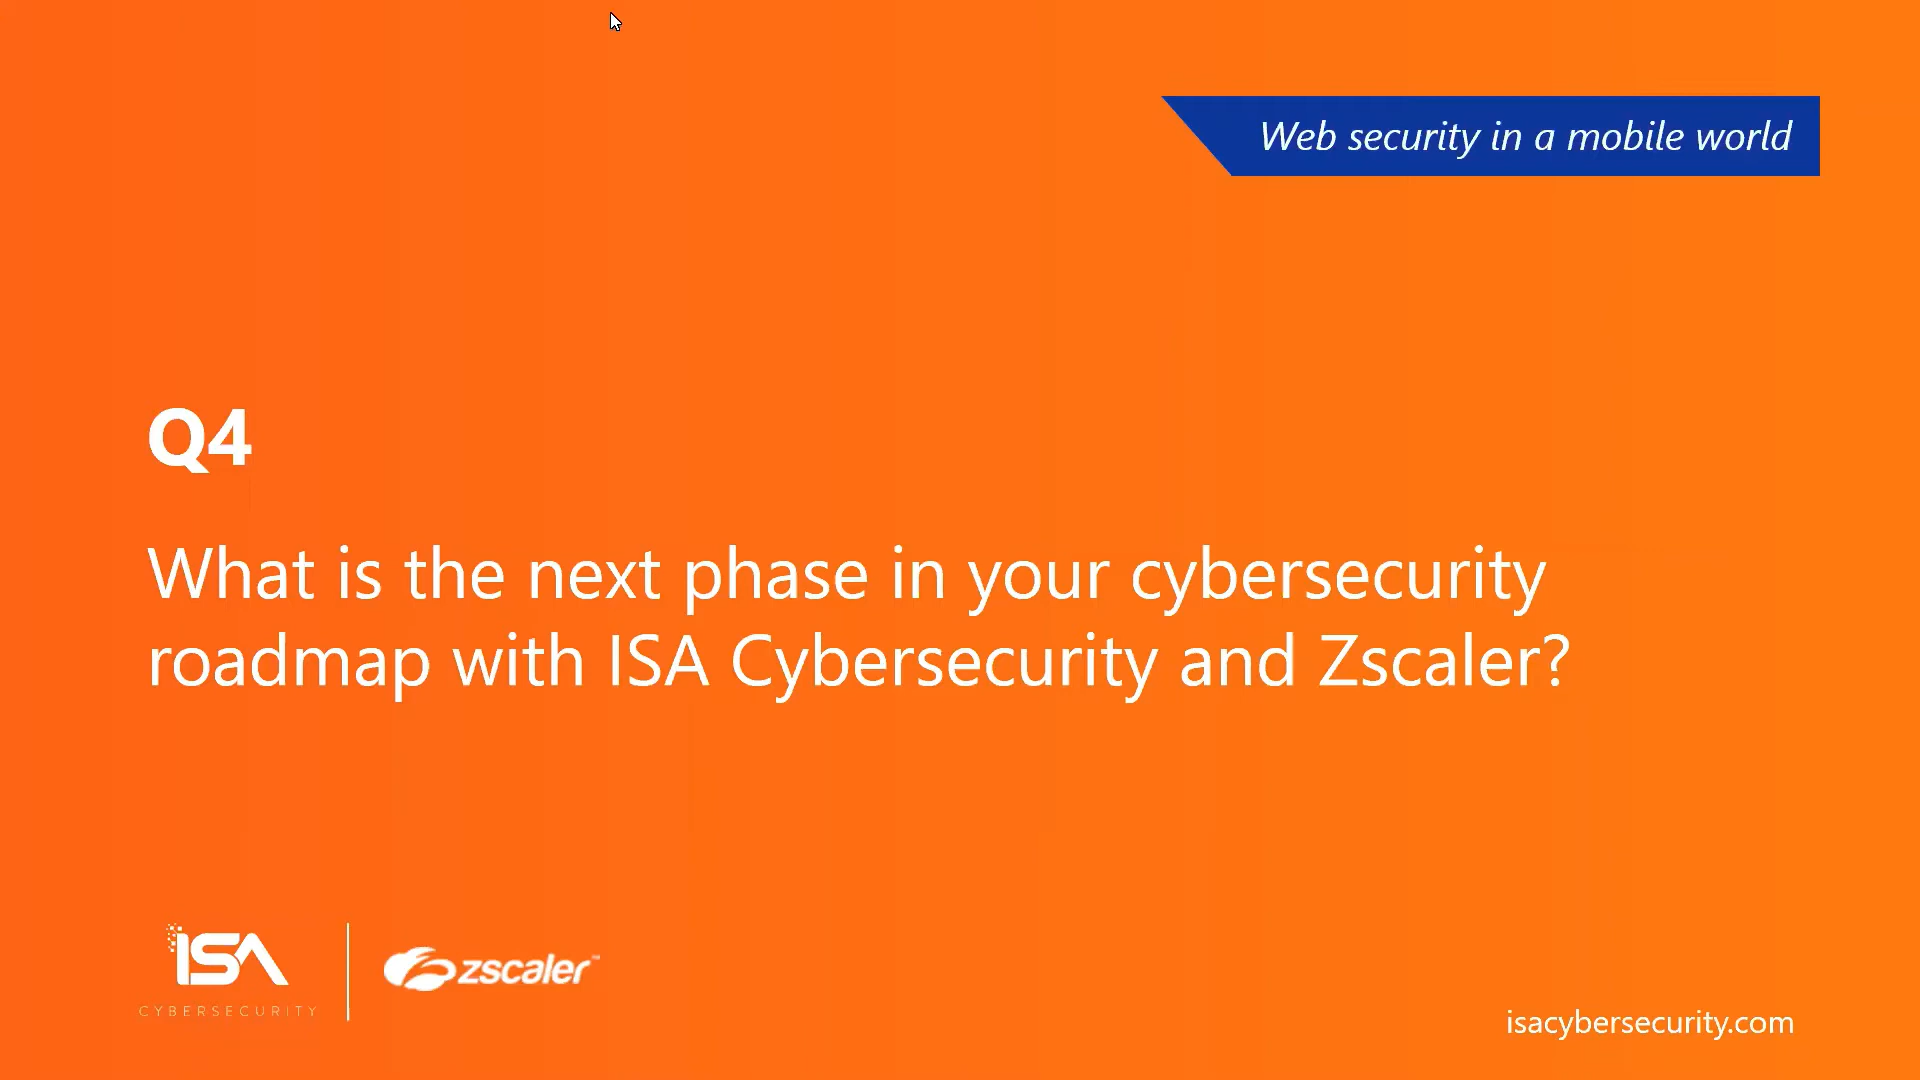 Web security in a mobile world
Q4
What is the next phase in your cybersecurity
roadmap with ISA Cybersecurity and Zscaler?
ISA
CYBERSECURITY
zscaler™
isacybersecurity.com